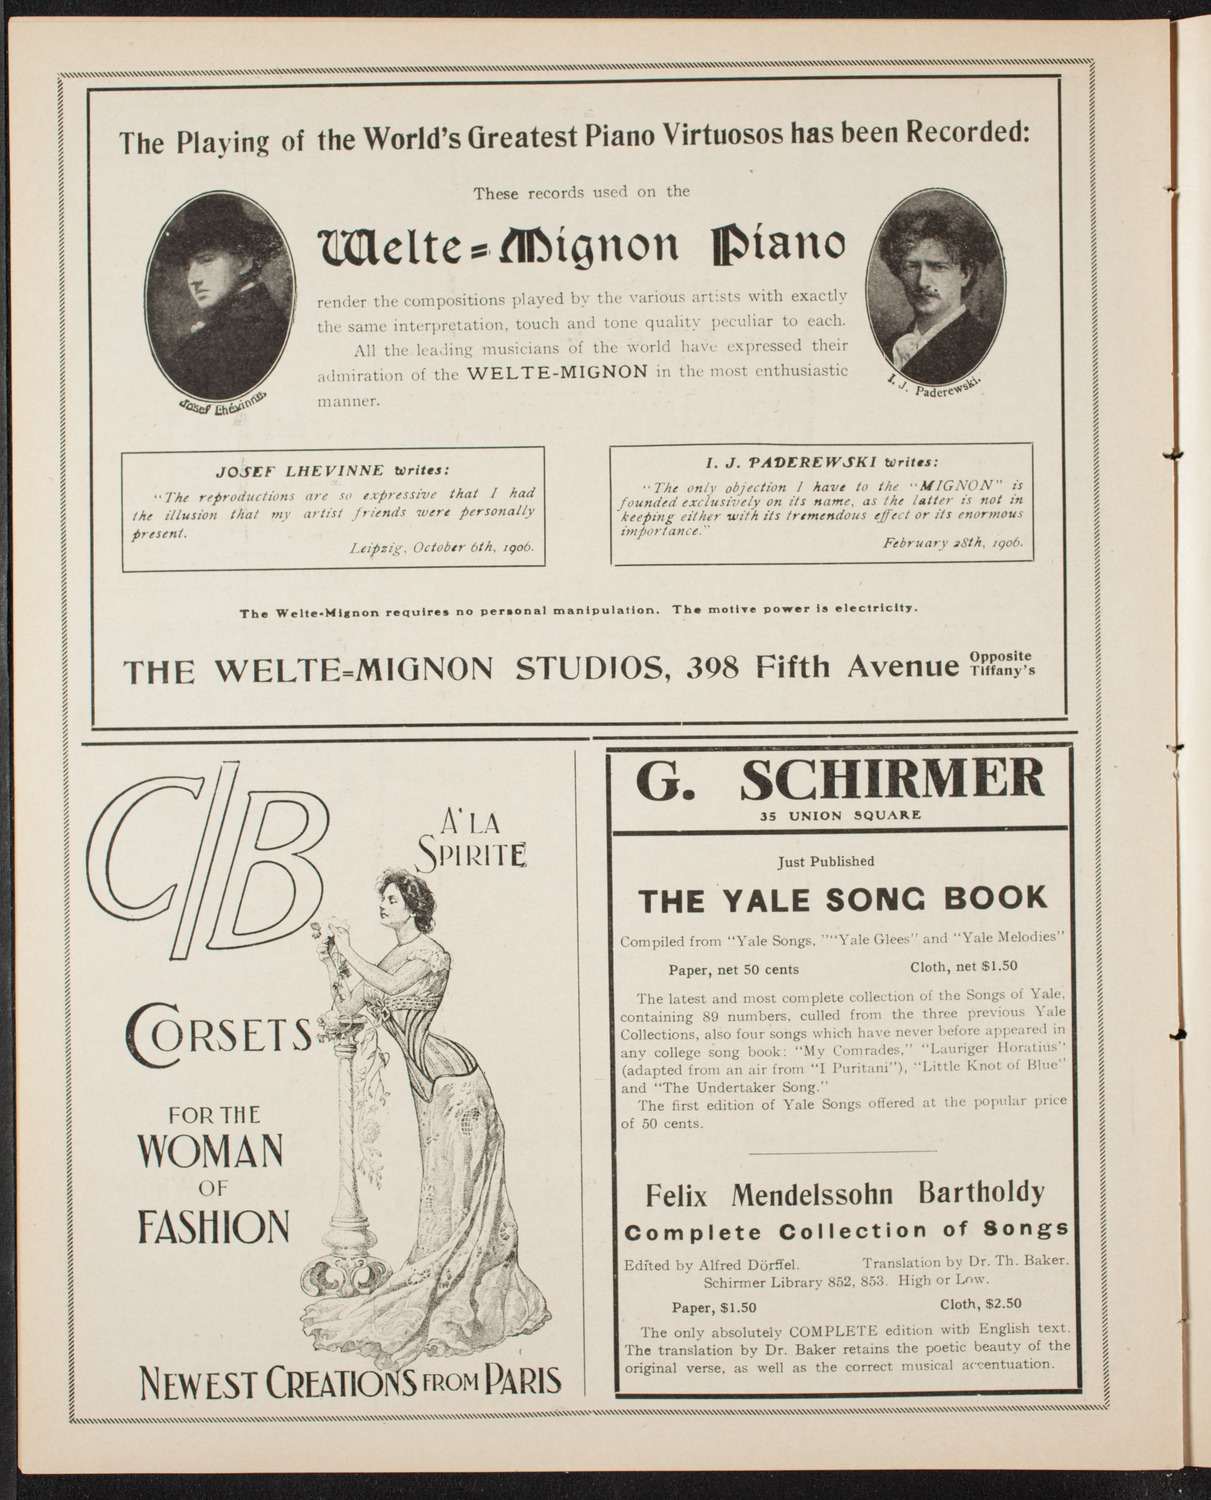 The Playing of the World's Greatest Piano Virtuosos has been Recorded:
These records used on the
Welte=Mignon Piano
render the compositions played by the various artists with exactly
the same interpretation, touch and tone quality peculiar to each.
All the leading musicians of the world have expressed their
admiration of the WELTE-MIGNON in the most enthusiastic
manner.
Josef Lhévinne.
I. J. Paderewski.
JOSEF LHEVINNE writes:
"The reproductions are so expressive that I had
the illusion that my artist friends were personally
present.
Leipzig, October 6th, 1906.
I. J. PADEREWSKI writes:
"The only objection I have to the "MIGNON" is
founded exclusively on its name, as the latter is not in
keeping either with its tremendous effect or its enormous
importance."
February 28th, 1906.
The Welte-Mignon requires no personal manipulation. The motive power is electricity.
THE WELTE=MIGNON STUDIOS, 398 Fifth Avenue Opposite Tiffany's
C/B
A' LA
SPIRITE
CORSETS
FOR THE
WOMAN
OF
FASHION
NEWEST CREATIONS FROM PARIS
G. SCHIRMER
35 UNION SQUARE
Just Published
THE YALE SONG BOOK
Compiled from "Yale Songs, ""Yale Glees" and "Yale Melodies"
Paper, net 50 cents Cloth, net $1.50
The latest and most complete collection of the Songs of Yale,
containing 89 numbers, culled from the three previous Yale
Collections, also four songs which have never before appeared in
any college song book: "My Comrades," "Lauriger Horatius"
(adapted from an air from "I Puritani"), "Little Knot of Blue"
and "The Undertaker Song."
The first edition of Yale Songs offered at the popular price
of 50 cents.
Felix Mendelssohn Bartholdy
Complete Collection of Songs
Edited by Alfred Dörffel. Translation by Dr. Th. Baker.
Schirmer Library 852, 853. High or Low.
Paper, $1.50 Cloth, $2.50
The only absolutely COMPLETE edition with English text.
The translation by Dr. Baker retains the poetic beauty of the
original verse, as well as the correct musical accentuation.